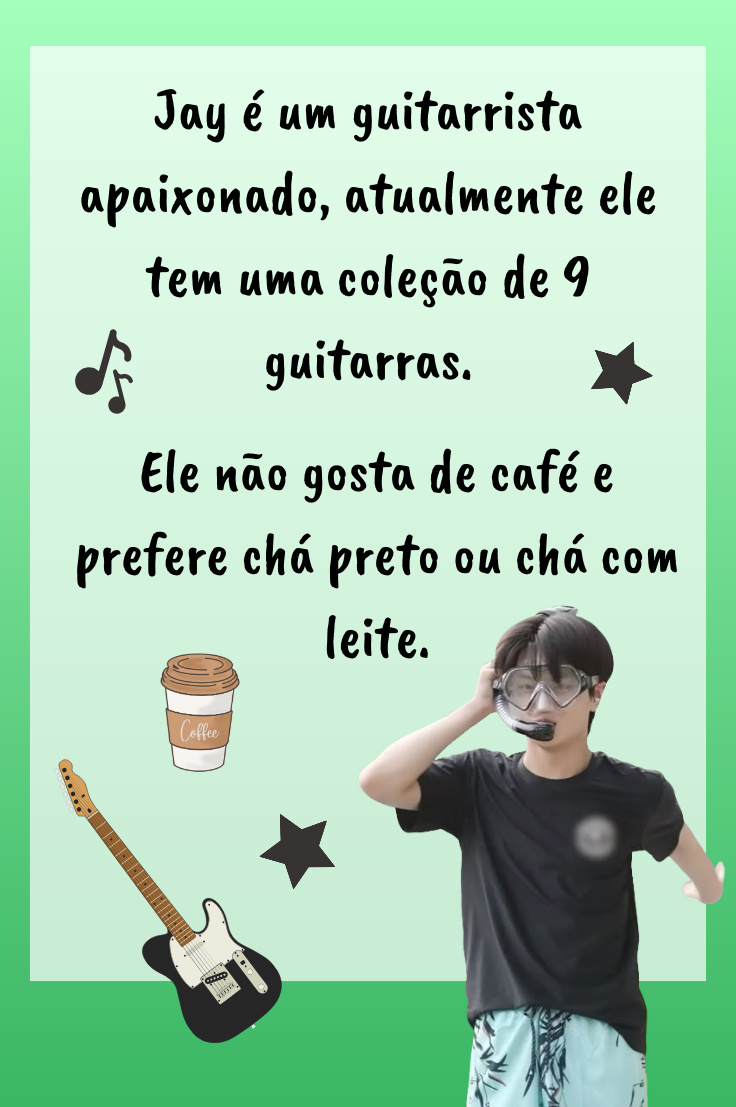 Jay é um guitarrista
apaixonado, atualmente ele
tem uma coleção de 9
guitarras.
Ele não gosta de café e
prefere chá preto ou chá com
leite.
Coffee